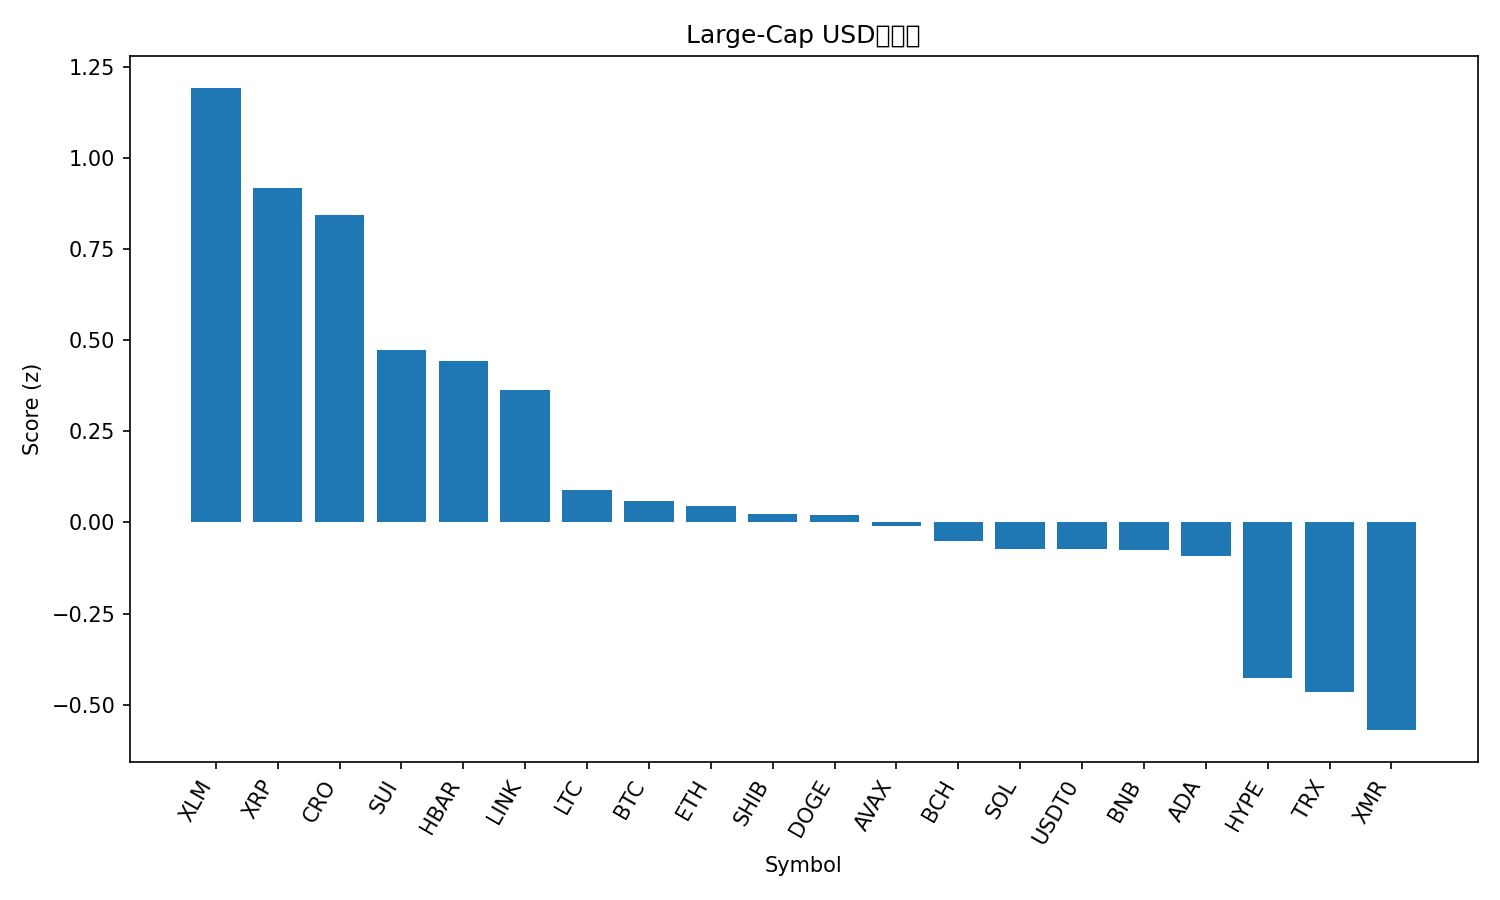 Large-Cap USD
1.25
1.00
0.75
0.50
0.25
0.00
−0.25
−0.50
Score (z)
XLM
XRP
CRO
SUI
HBAR
LINK
LTC
BTC
ETH
SHIB
DOGE
AVAX
BCH
SOL
USDT0
BNB
ADA
HYPE
TRX
XMR
Symbol